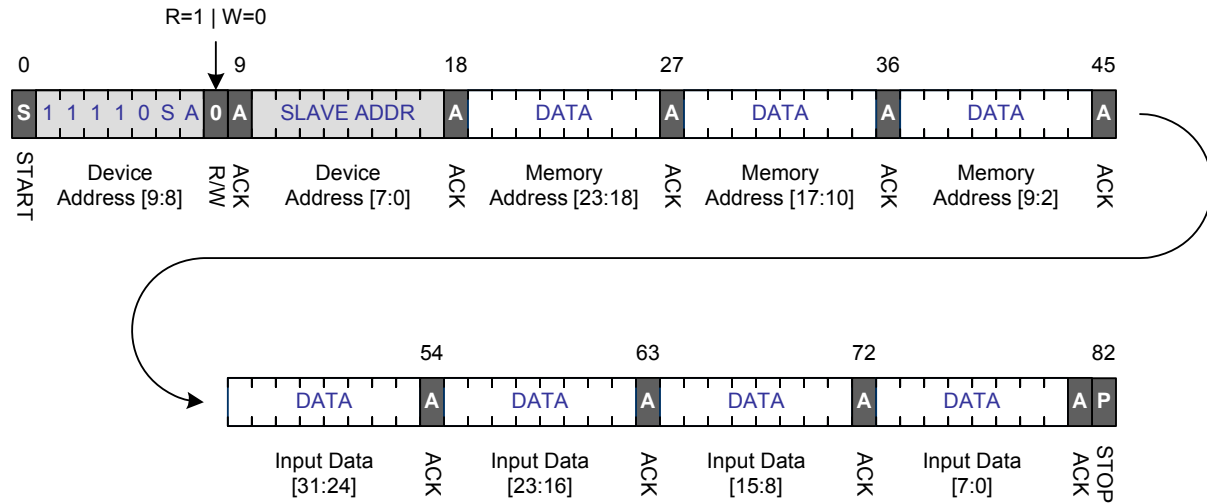 R=1 | W=0
0 9 18 27 36 45
S 1 1 1 1 0 S A 0 A SLAVE ADDR A DATA A DATA A DATA A
START
Device
Address [9:8]
R/W
ACK
Device
Address [7:0]
ACK
Memory
Address [23:18]
ACK
Memory
Address [17:10]
ACK
Memory
Address [9:2]
ACK
54 63 72 82
DATA A DATA A DATA A DATA A P
Input Data
[31:24]
ACK
Input Data
[23:16]
ACK
Input Data
[15:8]
ACK
Input Data
[7:0]
ACK
STOP